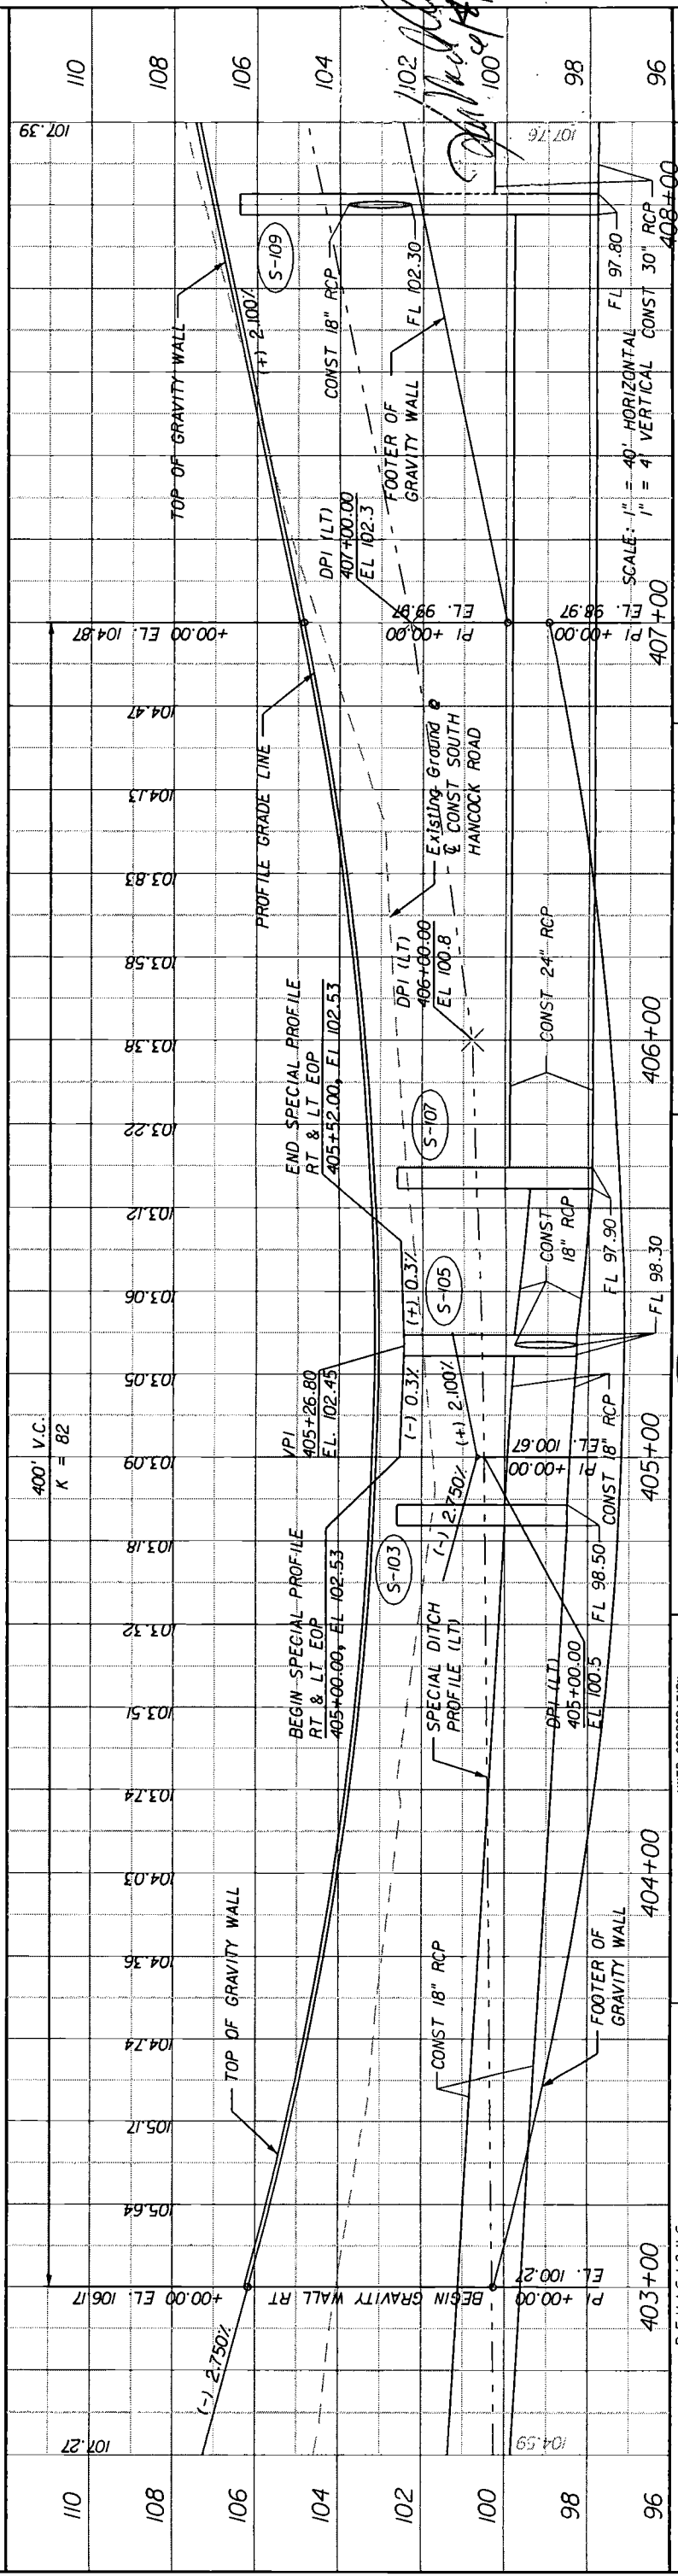 110
108
106
104
102
100
98
96
107.27
104.59
(-) 2.750%
+00.00 EL. 106.17
BEGIN GRAVITY WALL RT
PI +00.00
EL. 100.27
403+00
105.64
105.17
104.74
104.36
104.03
103.74
103.51
103.32
103.18
103.09
103.05
103.06
103.12
103.22
103.38
103.58
103.83
104.13
104.47
400' V.C.
K = 82
TOP OF GRAVITY WALL
CONST 18" RCP
FOOTER OF
GRAVITY WALL
404+00
BEGIN SPECIAL PROFILE
RT & LT EOP
405+00.00, EL 102.53
SPECIAL DITCH
PROFILE (LT)
DPI (LT)
405+00.00
EL 100.5
S-103
FL 98.50
(-) 2.750%
(+) 2.100%
PI +00.00
EL. 100.67
CONST 18" RCP
405+00
VPI
405+26.80
EL. 102.45
(-) 0.3%
(+) 0.3%
S-105
FL 98.30
END SPECIAL PROFILE
RT & LT EOP
405+52.00, EL 102.53
CONST
18" RCP
FL 97.90
S-107
DPI (LT)
406+00.00
EL 100.8
CONST 24" RCP
406+00
PROFILE GRADE LINE
Existing Ground @
℄ CONST SOUTH
HANCOCK ROAD
+00.00 EL. 104.87
DPI (LT)
407+00.00
EL 102.3
PI +00.00
EL. 99.97
PI +00.00
EL. 98.97
407+00
TOP OF GRAVITY WALL
(+) 2.100%
S-109
CONST 18" RCP
FL 102.30
FOOTER OF
GRAVITY WALL
FL 97.80
SCALE: 1" = 40' HORIZONTAL
1" = 4' VERTICAL
CONST 30" RCP
408+00
107.39
107.76
110
108
106
104
102
100
98
96